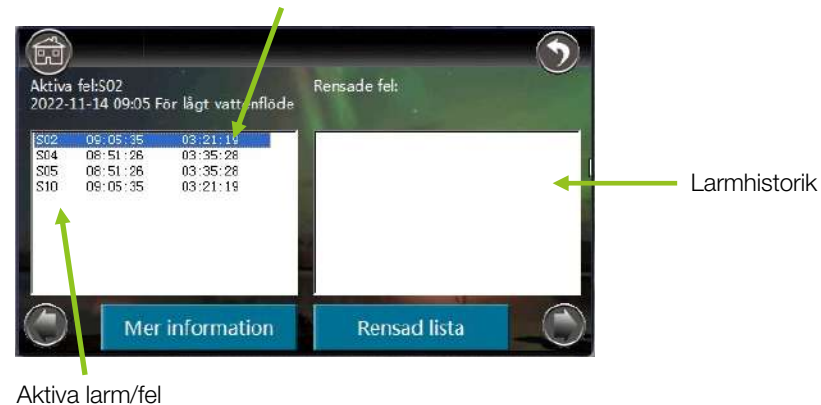 Aktiva fel:S02
2022-11-14 09:05 För lågt vattenflöde
Rensade fel:
S02 09:05:35 03:21:19
S04 08:51:26 03:35:28
S05 08:51:26 03:35:28
S10 09:05:35 03:21:19
Larmhistorik
Mer information
Rensad lista
Aktiva larm/fel